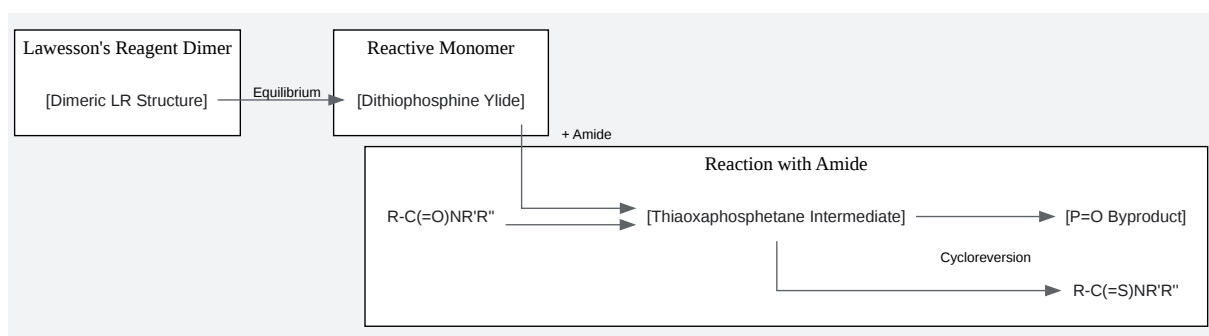 Lawesson's Reagent Dimer
Reactive Monomer
[Dimeric LR Structure]
Equilibrium
[Dithiophosphine Ylide]
+ Amide
Reaction with Amide
R-C(=O)NR'R"
[Thiaoxaphosphetane Intermediate]
[P=O Byproduct]
Cycloreversion
R-C(=S)NR'R"